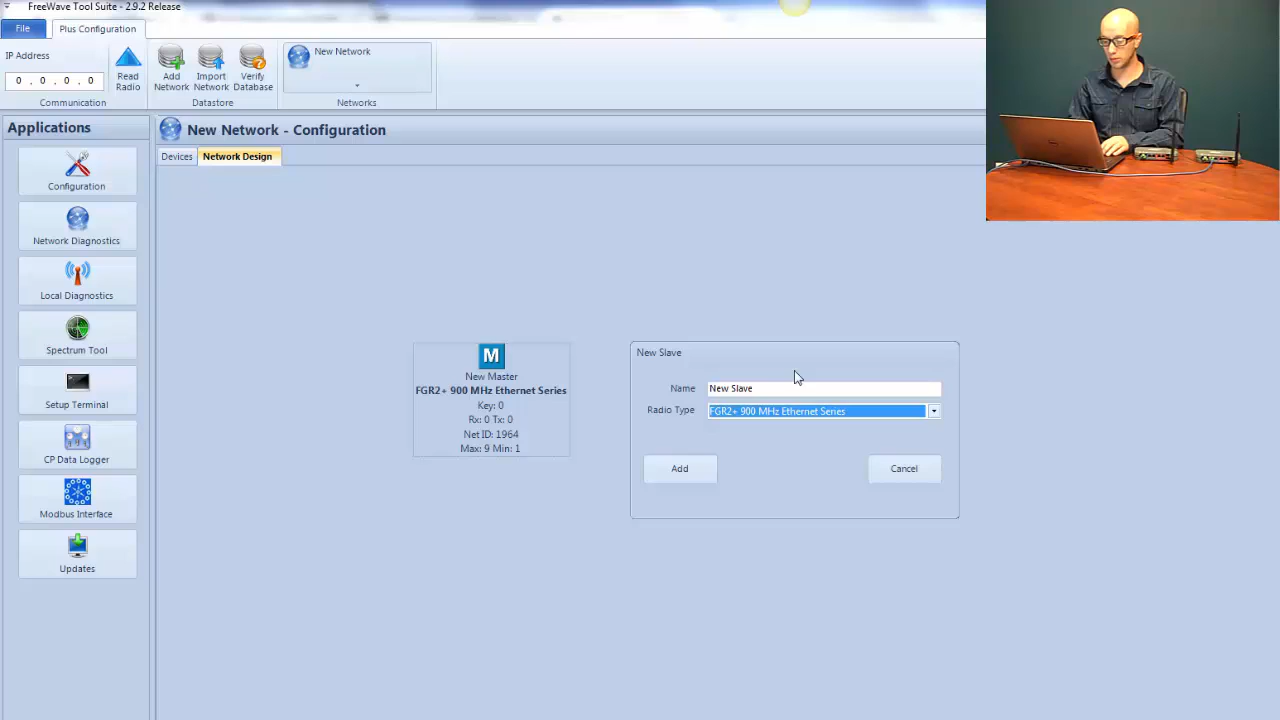 FreeWave Tool Suite - 2.9.2 Release
File
Plus Configuration
IP Address
0 . 0 . 0 . 0
Read
Radio
Communication
Add
Network
Import
Network
Verify
Database
Datastore
New Network
Networks
Applications
Configuration
Network Diagnostics
Local Diagnostics
Spectrum Tool
Setup Terminal
CP Data Logger
Modbus Interface
Updates
New Network - Configuration
Devices
Network Design
M
New Master
FGR2+ 900 MHz Ethernet Series
Key: 0
Rx: 0 Tx: 0
Net ID: 1964
Max: 9 Min: 1
New Slave
Name
New Slave
Radio Type
FGR2+ 900 MHz Ethernet Series
Add
Cancel